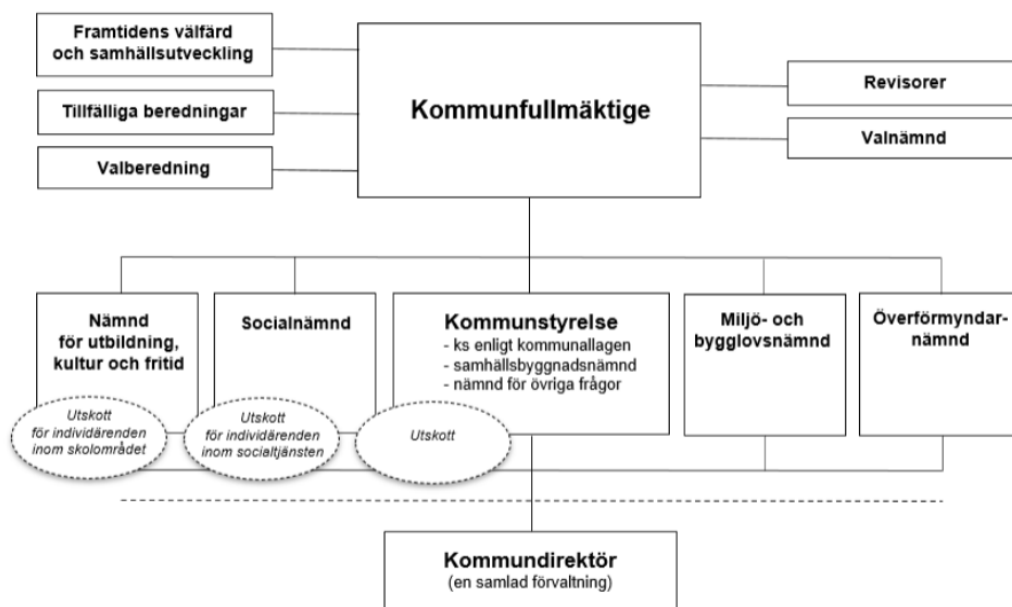 Framtidens välfärd
och samhällsutveckling
Tillfälliga beredningar
Valberedning
Kommunfullmäktige
Revisorer
Valnämnd
Nämnd
för utbildning,
kultur och fritid
Utskott
för individärenden
inom skolområdet
Socialnämnd
Utskott
för individärenden
inom socialtjänsten
Kommunstyrelse
- ks enligt kommunallagen
- samhällsbyggnadsnämnd
- nämnd för övriga frågor
Utskott
Miljö- och
bygglovsnämnd
Överförmyndar-
nämnd
Kommundirektör
(en samlad förvaltning)